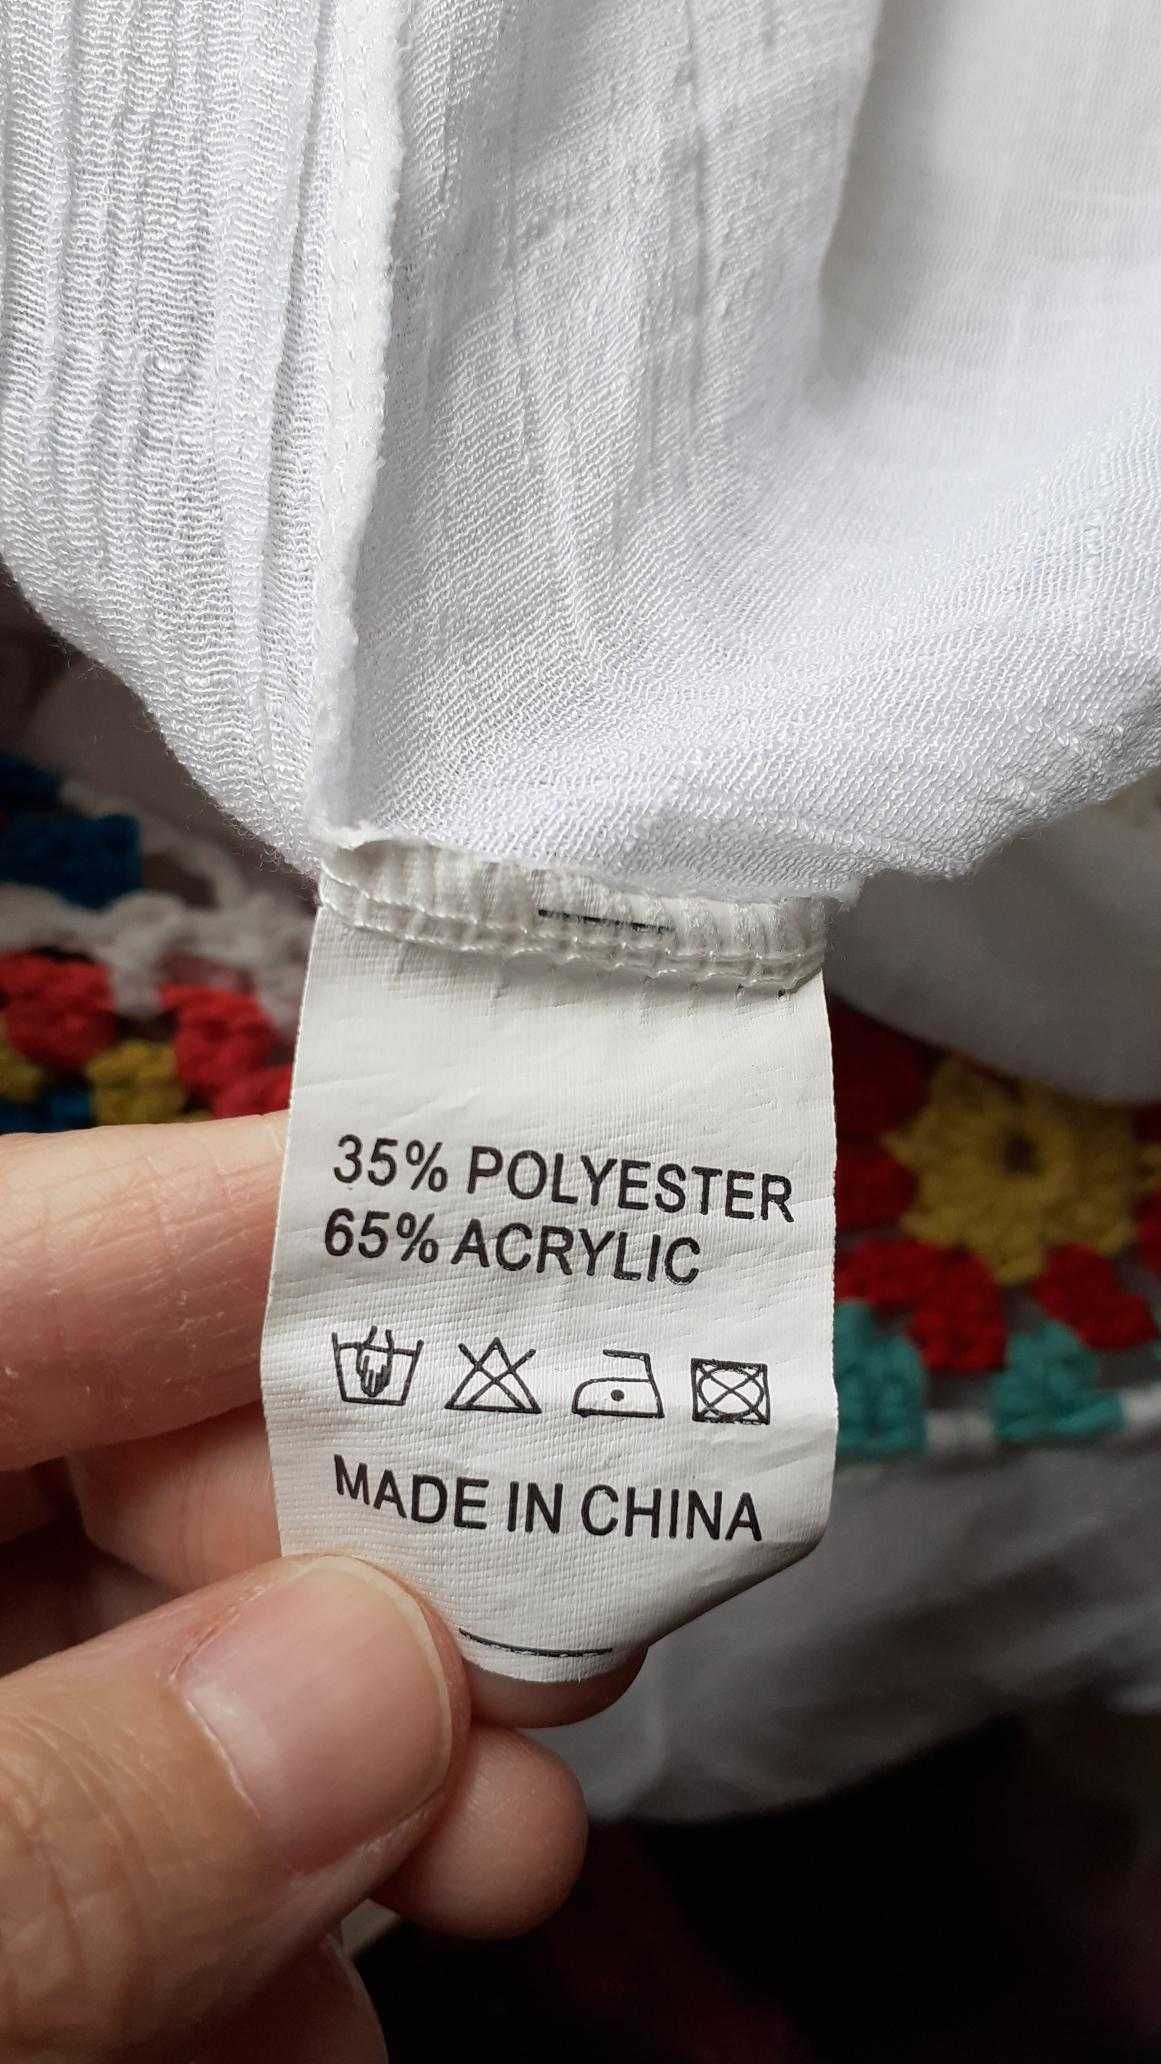 35% POLYESTER
65% ACRYLIC
MADE IN CHINA